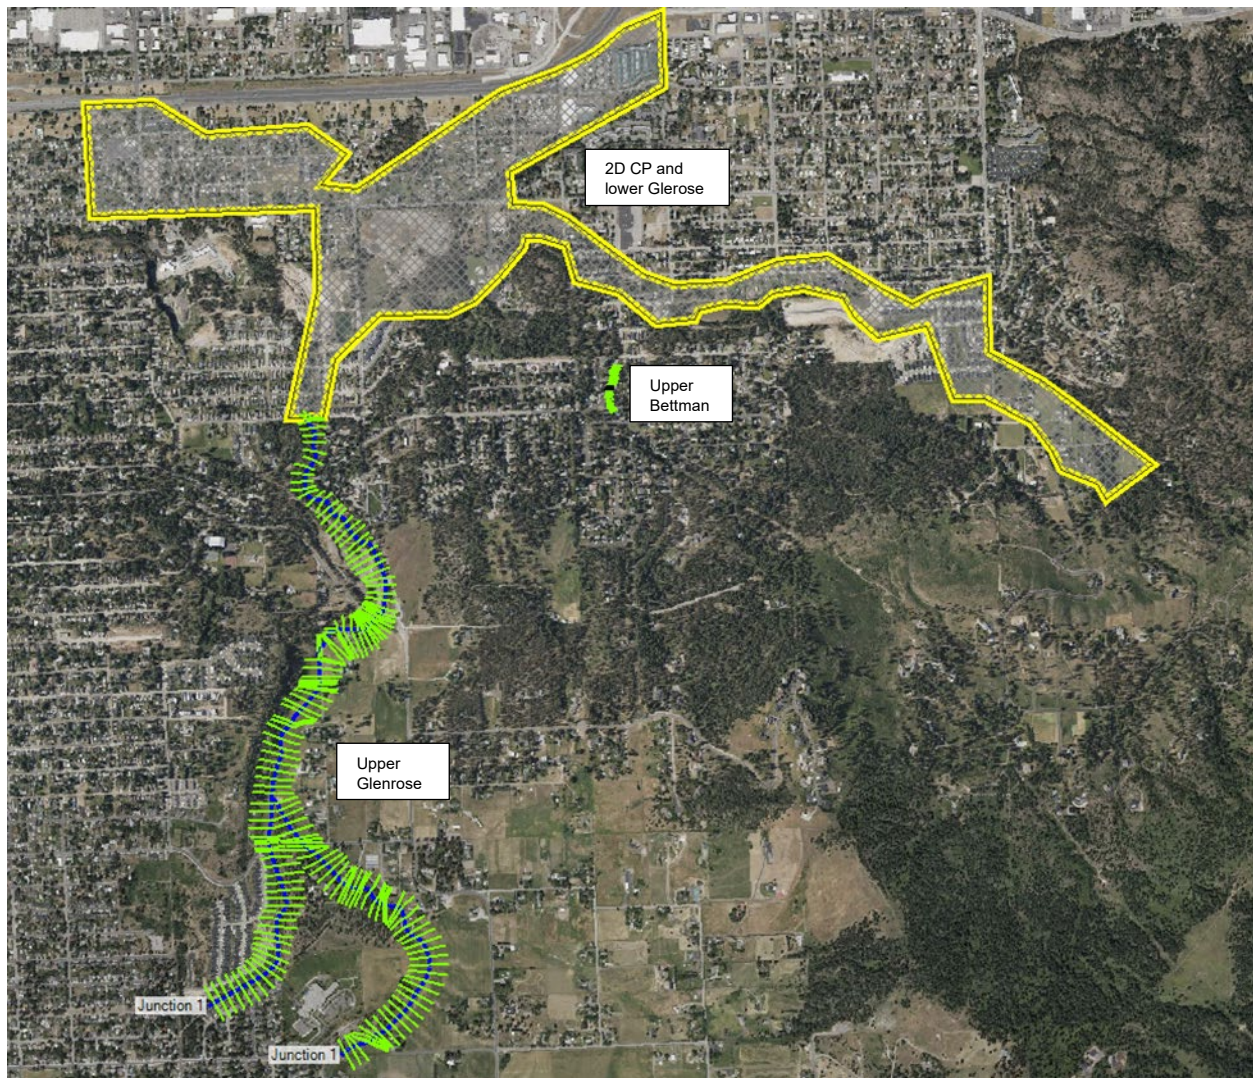 2D CP and
lower Glerose
Upper
Bettman
Upper
Glenrose
Junction 1
Junction 1